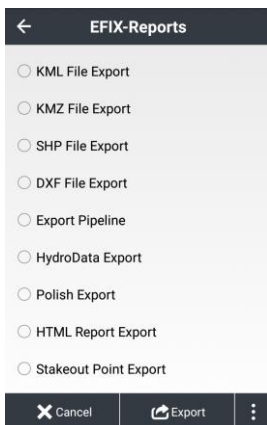 EFIX-Reports
KML File Export
KMZ File Export
SHP File Export
DXF File Export
Export Pipeline
HydroData Export
Polish Export
HTML Report Export
Stakeout Point Export
Cancel Export